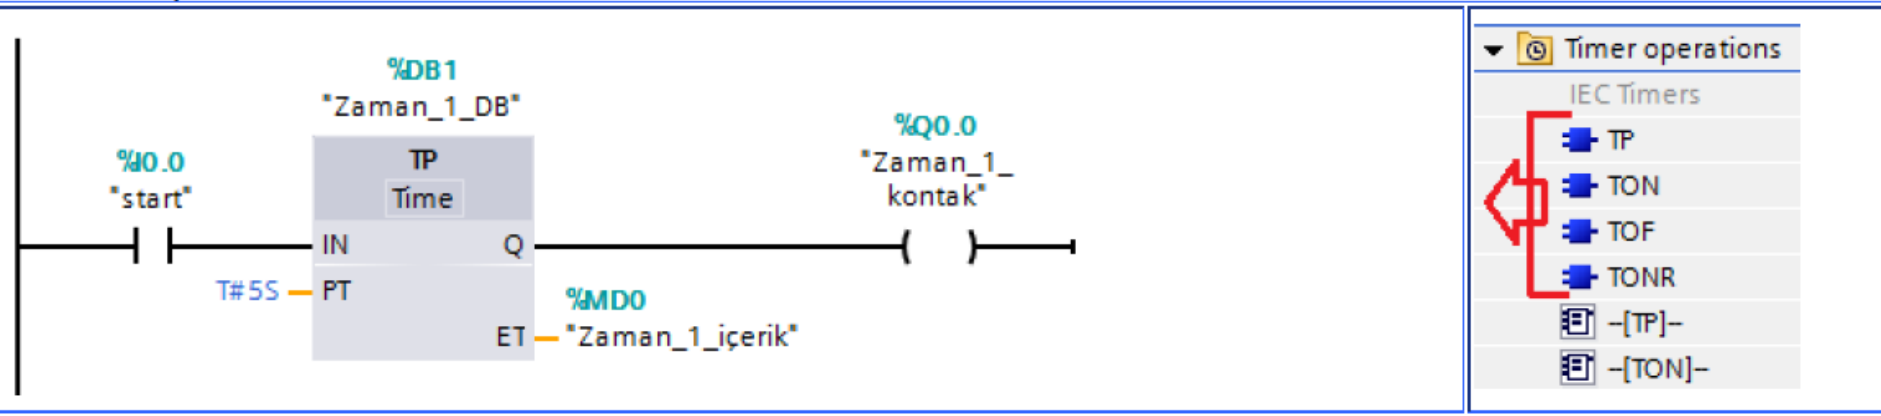 %DB1
"Zaman_1_DB"
%I0.0
"start"
TP
Time
IN
Q
T#5S
PT
ET
%MD0
"Zaman_1_içerik"
%Q0.0
"Zaman_1_
kontak"
Timer operations
IEC Timers
TP
TON
TOF
TONR
-[TP]-
-[TON]-